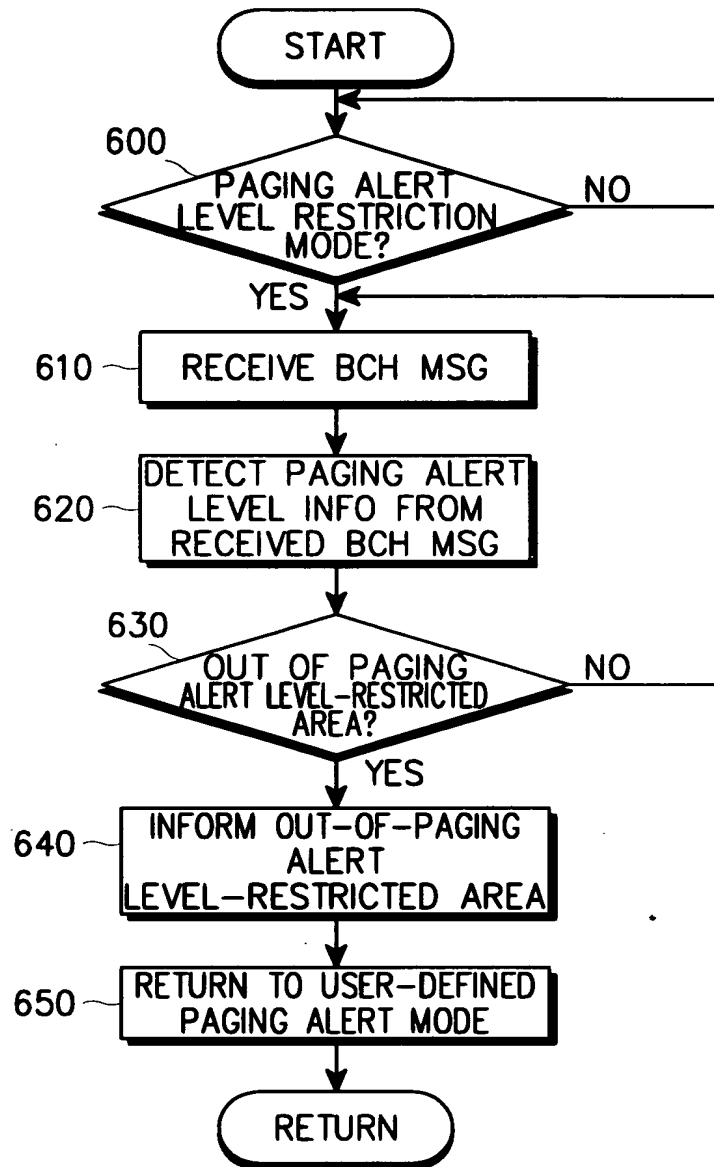 START
600
PAGING ALERT
LEVEL RESTRICTION
MODE?
NO
YES
610
RECEIVE BCH MSG
620
DETECT PAGING ALERT
LEVEL INFO FROM
RECEIVED BCH MSG
630
OUT OF PAGING
ALERT LEVEL-RESTRICTED
AREA?
NO
YES
640
INFORM OUT-OF-PAGING
ALERT
LEVEL-RESTRICTED AREA
650
RETURN TO USER-DEFINED
PAGING ALERT MODE
RETURN